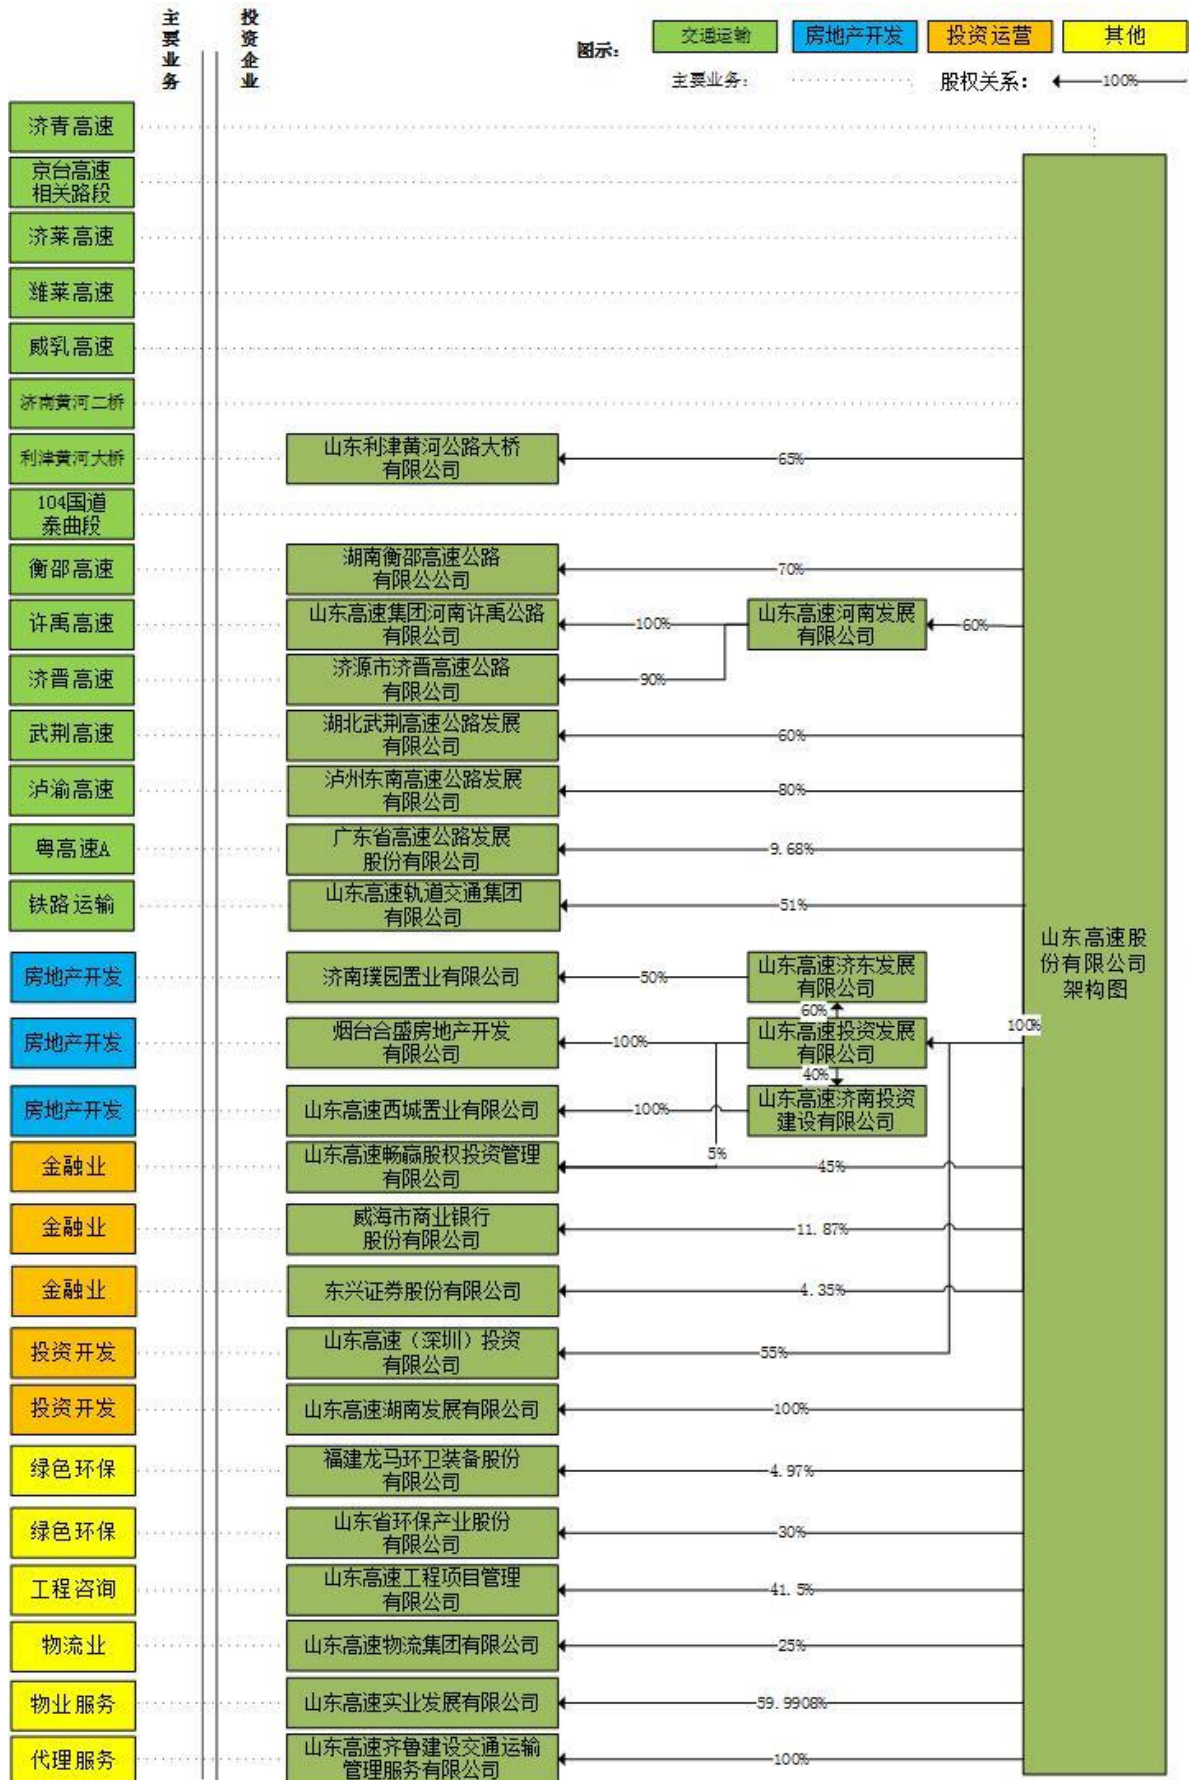 主要业务
投资企业
图示：
交通运输
房地产开发
投资运营
其他
主要业务：
股权关系：
100%
济青高速
京台高速
相关路段
济莱高速
潍莱高速
威乳高速
济南黄河二桥
利津黄河大桥
山东利津黄河公路大桥
有限公司
65%
104国道
泰曲段
衡邵高速
湖南衡邵高速公路
有限公公司
70%
许禹高速
山东高速集团河南许禹公路
有限公司
100%
山东高速河南发展
有限公司
60%
济晋高速
济源市济晋高速公路
有限公司
90%
武荆高速
湖北武荆高速公路发展
有限公司
60%
泸渝高速
泸州东南高速公路发展
有限公司
80%
粤高速A
广东省高速公路发展
股份有限公司
9.68%
铁路运输
山东高速轨道交通集团
有限公司
51%
山东高速股
份有限公司
架构图
房地产开发
济南璞园置业有限公司
50%
山东高速济东发展
有限公司
60%
房地产开发
烟台合盛房地产开发
有限公司
100%
山东高速投资发展
有限公司
100%
40%
房地产开发
山东高速西城置业有限公司
100%
山东高速济南投资
建设有限公司
金融业
山东高速畅赢股权投资管理
有限公司
5%
45%
金融业
威海市商业银行
股份有限公司
11.87%
金融业
东兴证券股份有限公司
4.35%
投资开发
山东高速（深圳）投资
有限公司
55%
投资开发
山东高速湖南发展有限公司
100%
绿色环保
福建龙马环卫装备股份
有限公司
4.97%
绿色环保
山东省环保产业股份
有限公司
30%
工程咨询
山东高速工程项目管理
有限公司
41.5%
物流业
山东高速物流集团有限公司
25%
物业服务
山东高速实业发展有限公司
59.9908%
代理服务
山东高速齐鲁建设交通运输
管理服务有限公司
100%